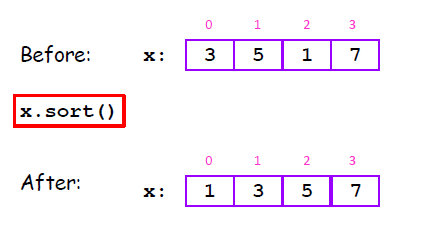 0 1 2 3
Before: x: 3 5 1 7
x.sort()
0 1 2 3
After: x: 1 3 5 7